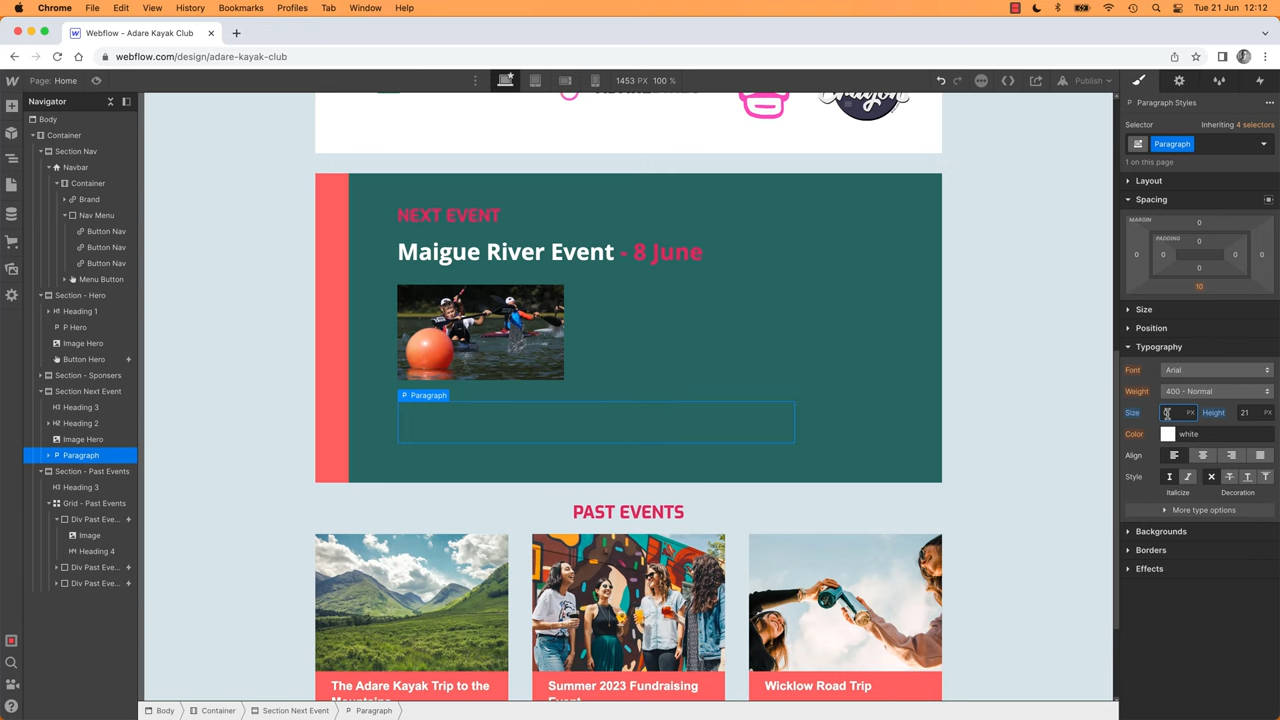 Chrome File Edit View History Bookmarks Profiles Tab Window Help Tue 21 Jun 12:12
Webflow - Adare Kayak Club
webflow.com/design/adare-kayak-club
Page: Home 1453 PX 100 % Publish
Navigator
Body
Container
Section Nav
Navbar
Container
Brand
Nav Menu
Button Nav
Button Nav
Button Nav
Menu Button
Section - Hero
Heading 1
P Hero
Image Hero
Button Hero
Section - Sponsers
Section Next Event
Heading 3
Heading 2
Image Hero
Paragraph
Section - Past Events
Heading 3
Grid - Past Events
Div Past Eve...
Image
Heading 4
Div Past Eve...
Div Past Eve...
NEXT EVENT
Maigue River Event - 8 June
Paragraph
PAST EVENTS
The Adare Kayak Trip to the
Mountains
Summer 2023 Fundraising
Event
Wicklow Road Trip
Body Container Section Next Event Paragraph
Paragraph Styles
Selector Inheriting 4 selectors
Paragraph
1 on this page
Layout
Spacing
MARGIN
0
PADDING
0
0 0 0 0
0
10
Size
Position
Typography
Font Arial
Weight 400 - Normal
Size PX Height 21 PX
Color white
Align
Style
Italicize Decoration
More type options
Backgrounds
Borders
Effects